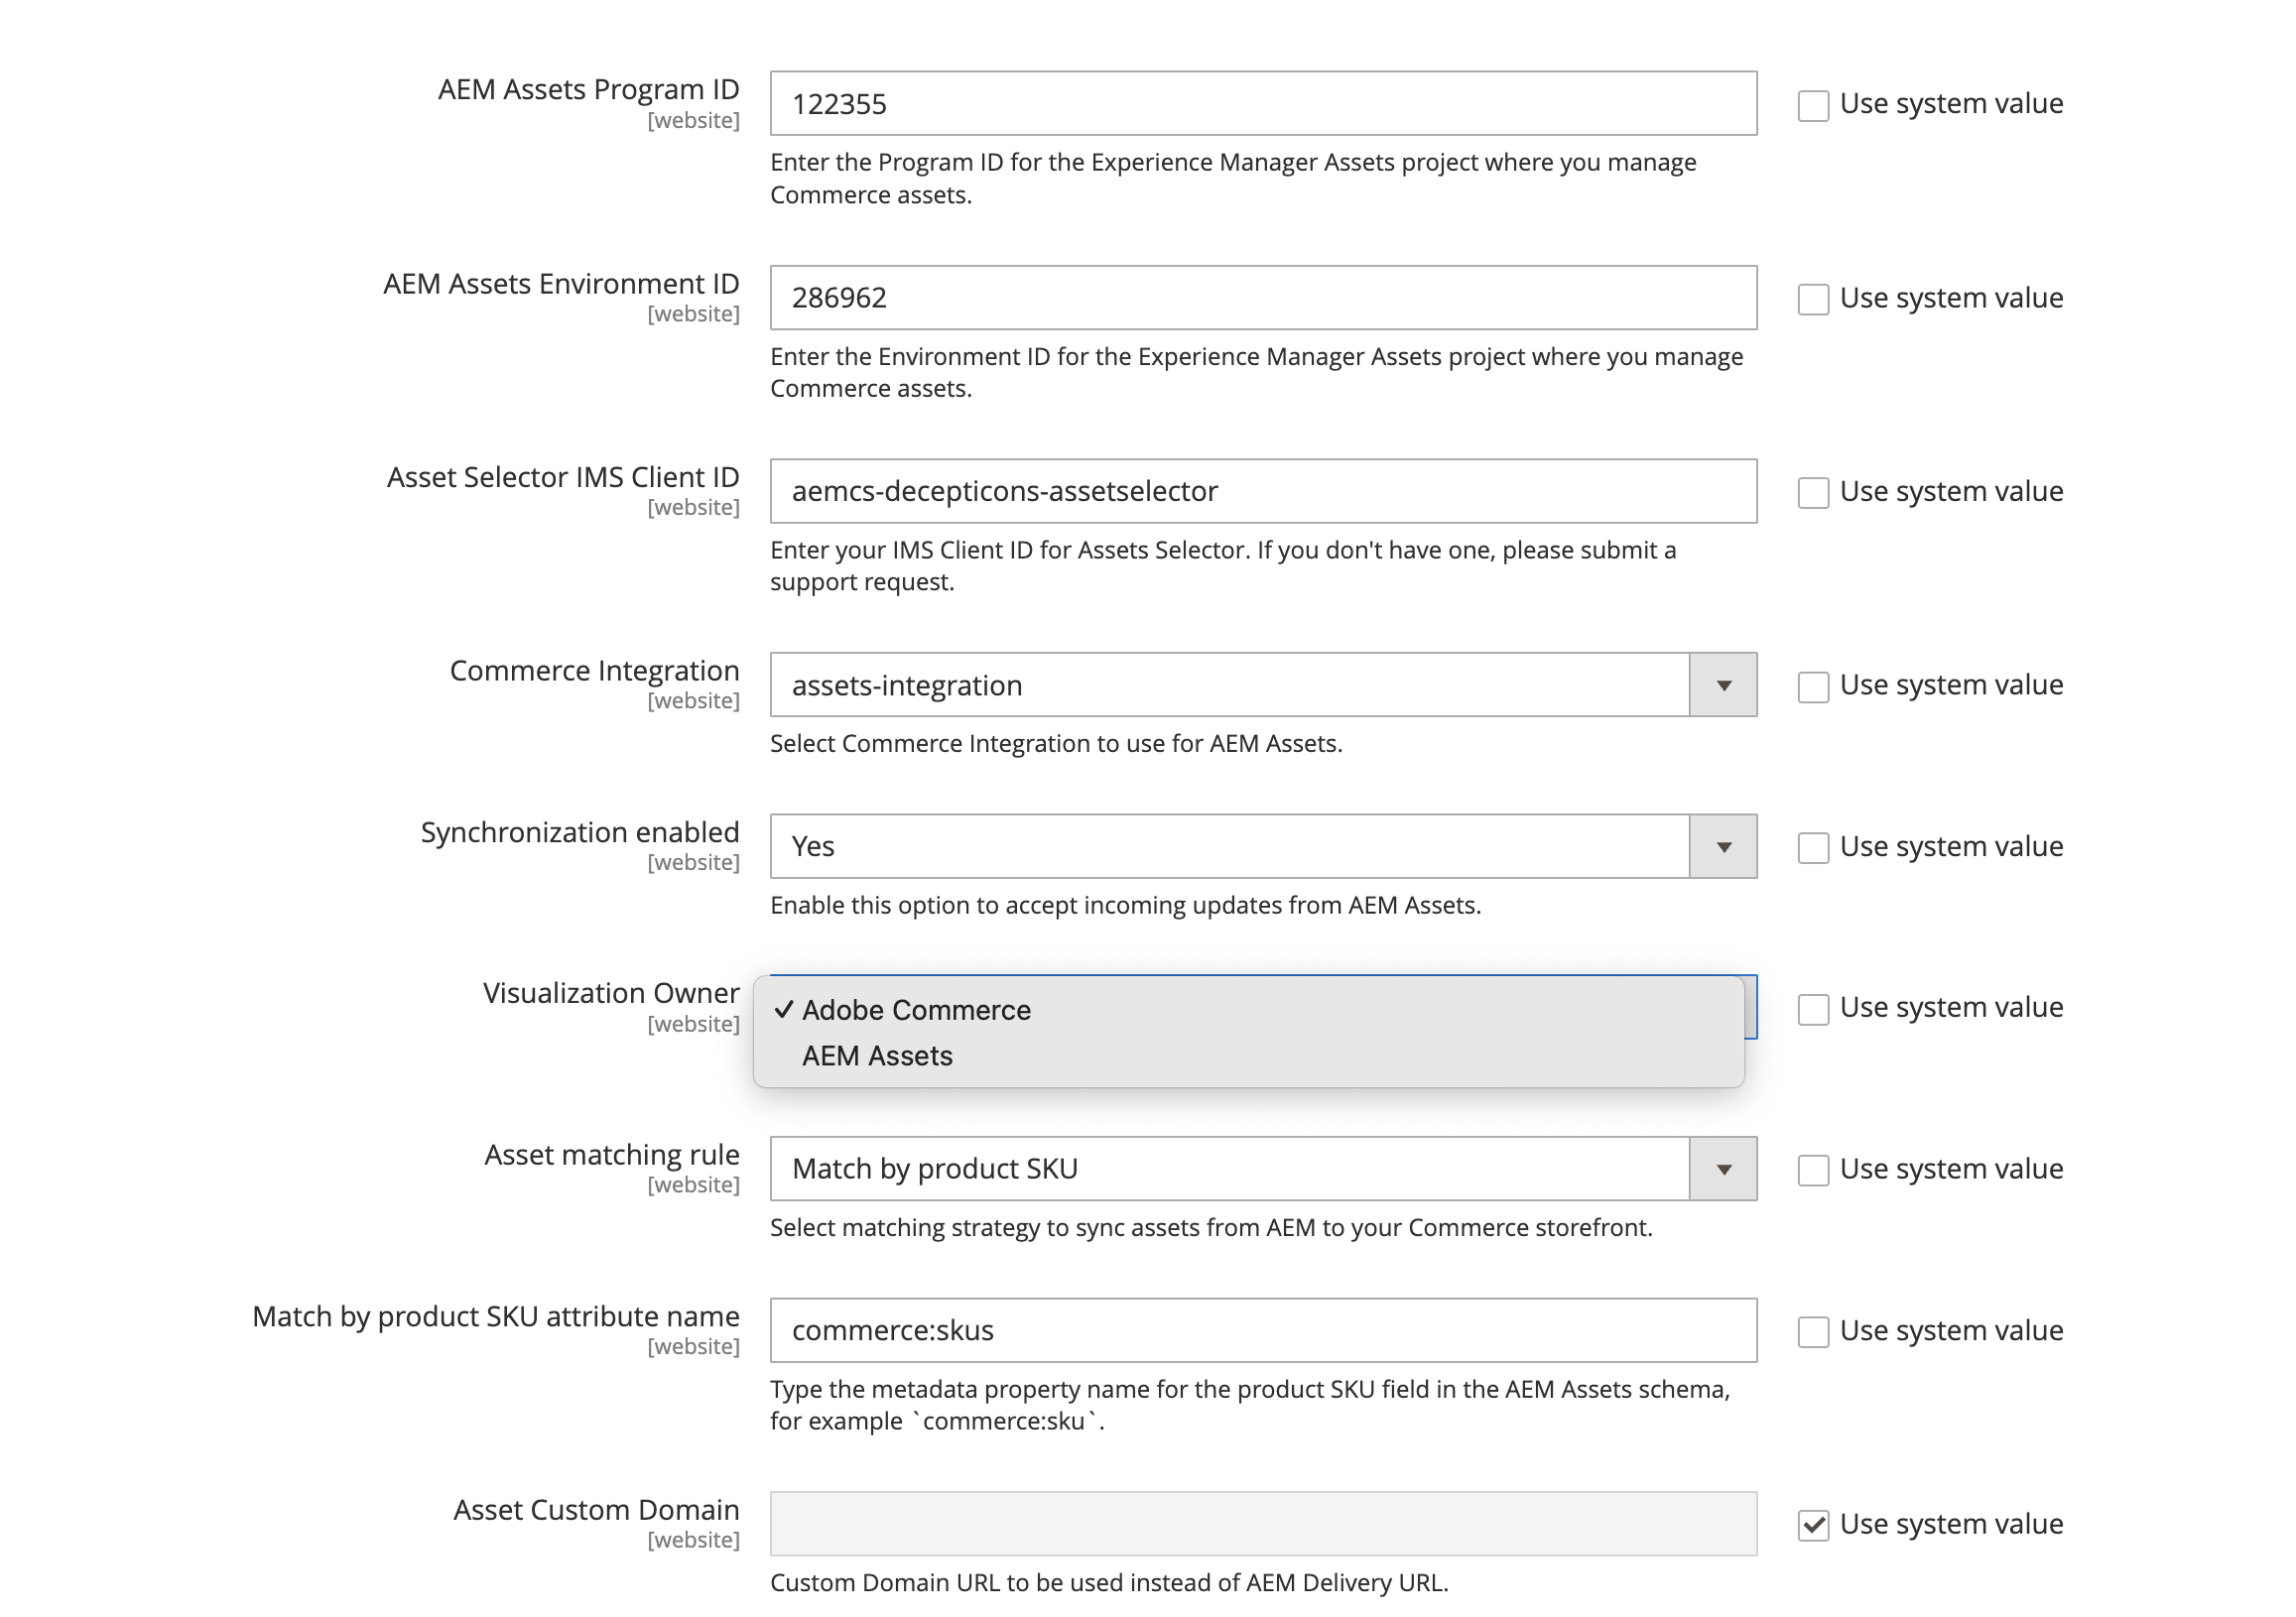 AEM Assets Program ID
[website]
122355
Use system value
Enter the Program ID for the Experience Manager Assets project where you manage
Commerce assets.
AEM Assets Environment ID
[website]
286962
Use system value
Enter the Environment ID for the Experience Manager Assets project where you manage
Commerce assets.
Asset Selector IMS Client ID
[website]
aemcs-decepticons-assetselector
Use system value
Enter your IMS Client ID for Assets Selector. If you don't have one, please submit a
support request.
Commerce Integration
[website]
assets-integration
Use system value
Select Commerce Integration to use for AEM Assets.
Synchronization enabled
[website]
Yes
Use system value
Enable this option to accept incoming updates from AEM Assets.
Visualization Owner
[website]
Adobe Commerce
AEM Assets
Use system value
Asset matching rule
[website]
Match by product SKU
Use system value
Select matching strategy to sync assets from AEM to your Commerce storefront.
Match by product SKU attribute name
[website]
commerce:skus
Use system value
Type the metadata property name for the product SKU field in the AEM Assets schema,
for example `commerce:sku`.
Asset Custom Domain
[website]
Use system value
Custom Domain URL to be used instead of AEM Delivery URL.